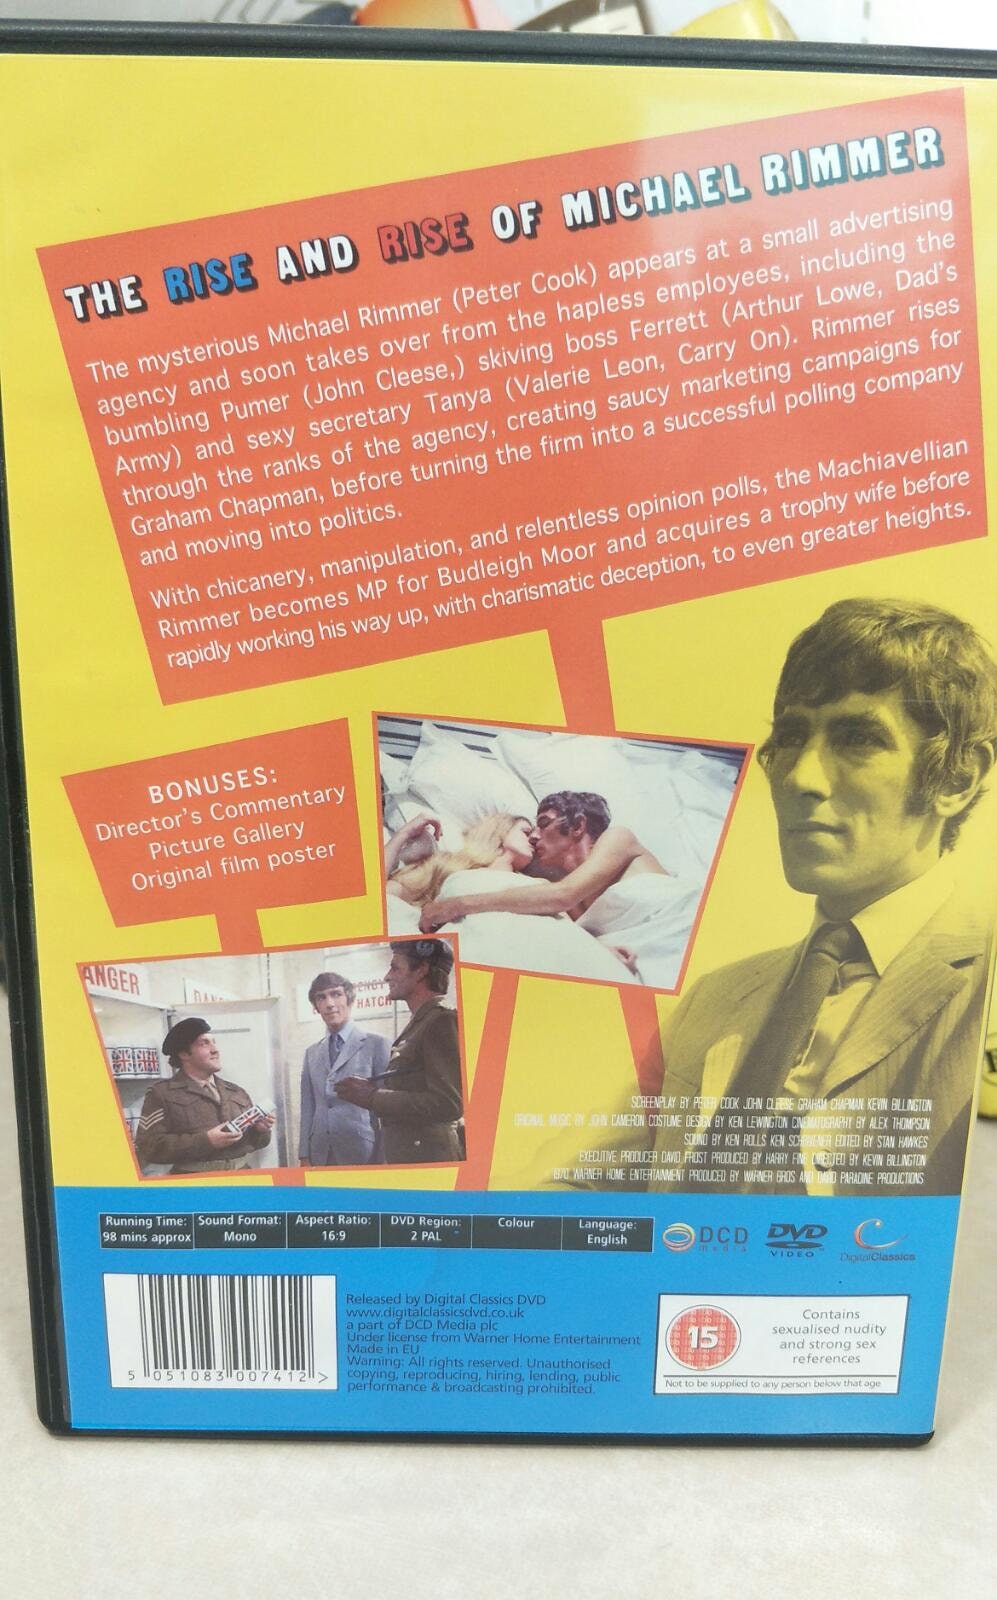 THE RISE AND RISE OF MICHAEL RIMMER
The mysterious Michael Rimmer (Peter Cook) appears at a small advertising
agency and soon takes over from the hapless employees, including the
bumbling Pumer (John Cleese,) skiving boss Ferrett (Arthur Lowe, Dad's
Army) and sexy secretary Tanya (Valerie Leon, Carry On). Rimmer rises
through the ranks of the agency, creating saucy marketing campaigns for
Graham Chapman, before turning the firm into a successful polling company
and moving into politics.
With chicanery, manipulation, and relentless opinion polls, the Machiavellian
Rimmer becomes MP for Budleigh Moor and acquires a trophy wife before
rapidly working his way up, with charismatic deception, to even greater heights.
BONUSES:
Director's Commentary
Picture Gallery
Original film poster
ANGER
HATCH
SCREENPLAY BY PETER COOK JOHN CLEESE GRAHAM CHAPMAN KEVIN BILLINGTON
ORIGINAL MUSIC BY JOHN CAMERON COSTUME DESIGN BY KEN LEWINGTON CINEMATOGRAPHY BY ALEX THOMPSON
SOUND BY KEN ROLLS KEN EDITED BY STAN HAWKES
EXECUTIVE PRODUCER DAVID FROST PRODUCED BY HARRY FINE DIRECTED BY KEVIN BILLINGTON
1970 WARNER HOME ENTERTAINMENT PRODUCED BY WARNER BROS AND DAVID PARADINE PRODUCTIONS
Running Time: Sound Format: Aspect Ratio: DVD Region: Colour Language:
98 mins approx Mono 16:9 2 PAL English
DCD media
DVD VIDEO
DigitalClassics
Released by Digital Classics DVD
www.digitalclassicsdvd.co.uk
a part of DCD Media plc
Under license from Warner Home Entertainment
Made in EU
Warning: All rights reserved. Unauthorised
copying, reproducing, hiring, lending, public
performance & broadcasting prohibited.
5 051083 007412 >
15
Contains
sexualised nudity
and strong sex
references
Not to be supplied to any person below that age